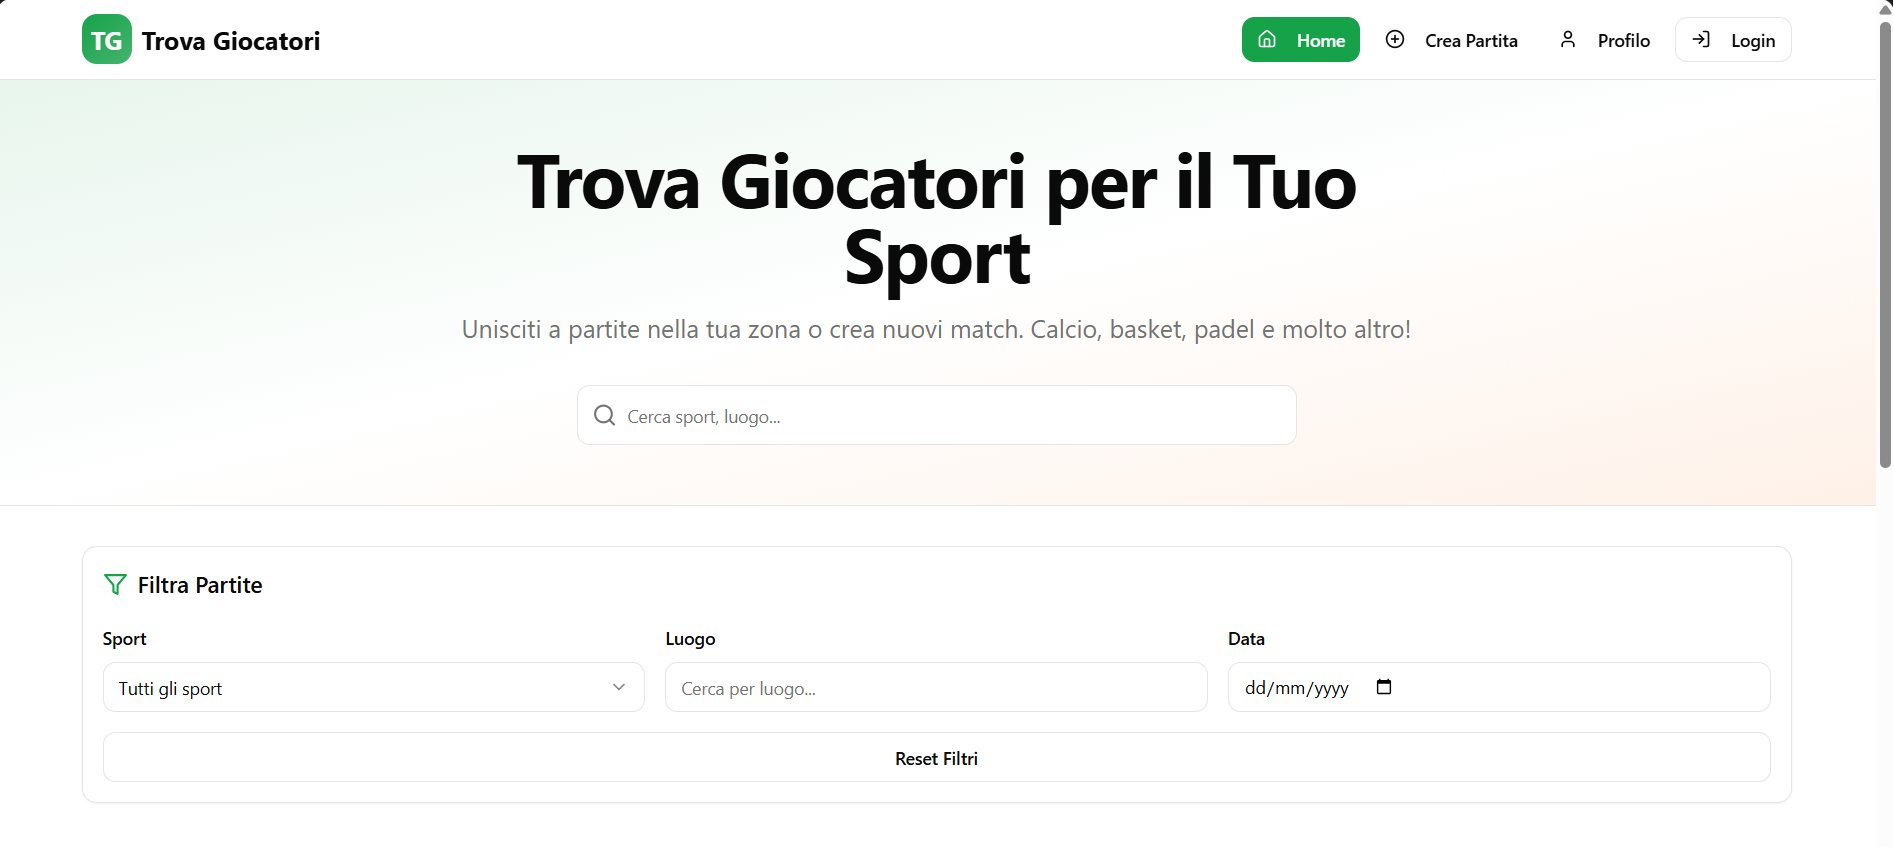 TG Trova Giocatori
Home Crea Partita Profilo Login
Trova Giocatori per il Tuo
Sport
Unisciti a partite nella tua zona o crea nuovi match. Calcio, basket, padel e molto altro!
Cerca sport, luogo...
Filtra Partite
Sport Luogo Data
Tutti gli sport Cerca per luogo... dd/mm/yyyy
Reset Filtri